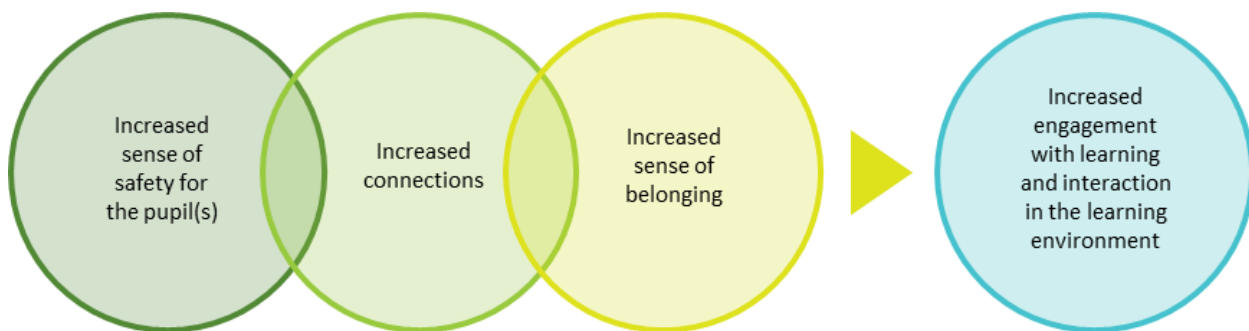 Increased
sense of
safety for
the pupil(s)
Increased
connections
Increased
sense of
belonging
Increased
engagement
with learning
and interaction
in the learning
environment